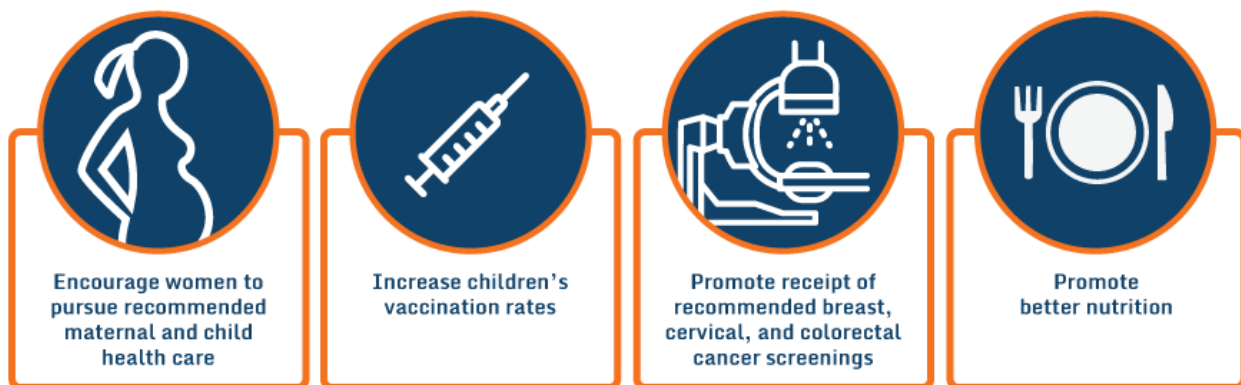 Encourage women to
pursue recommended
maternal and child
health care
Increase children’s
vaccination rates
Promote receipt of
recommended breast,
cervical, and colorectal
cancer screenings
Promote
better nutrition